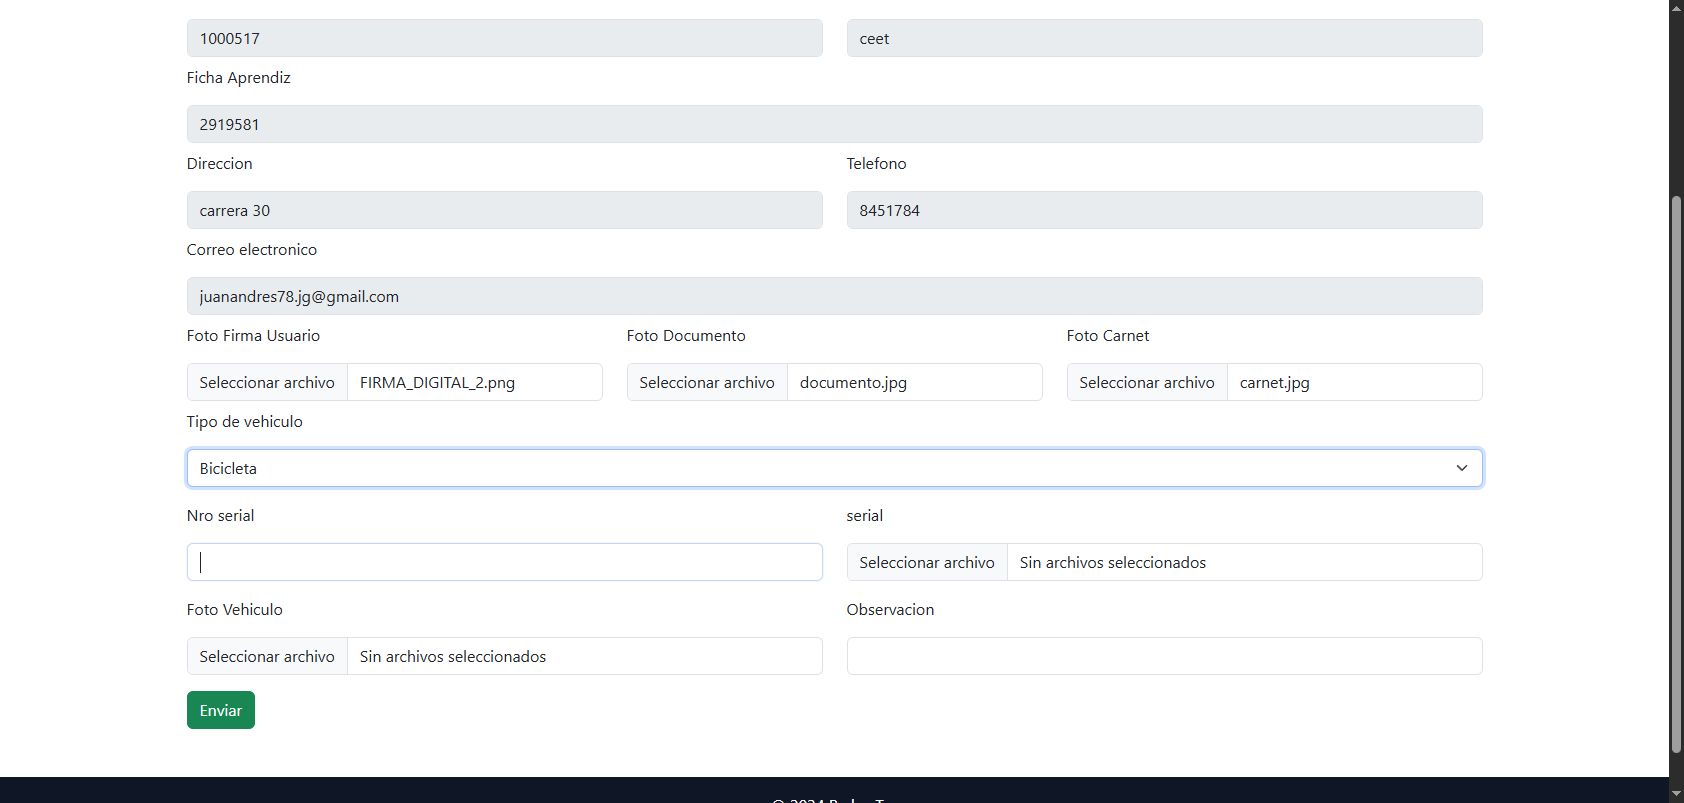 1000517 ceet
Ficha Aprendiz
2919581
Direccion Telefono
carrera 30 8451784
Correo electronico
juanandres78.jg@gmail.com
Foto Firma Usuario Foto Documento Foto Carnet
Seleccionar archivo FIRMA_DIGITAL_2.png Seleccionar archivo documento.jpg Seleccionar archivo carnet.jpg
Tipo de vehiculo
Bicicleta
Nro serial serial
Seleccionar archivo Sin archivos seleccionados
Foto Vehiculo Observacion
Seleccionar archivo Sin archivos seleccionados
Enviar
© 2024